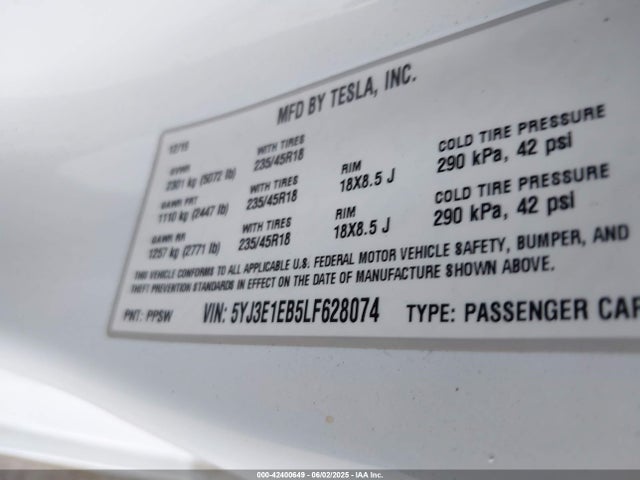 MFD BY TESLA, INC.
GVWR
2301 kg (5072 lb)
WITH TIRES
235/45R18
COLD TIRE PRESSURE
GAWR FRT
1110 kg (2447 lb)
WITH TIRES
235/45R18
RIM
18X8.5 J
290 kPa, 42 psi
GAWR RR
1257 kg (2771 lb)
WITH TIRES
235/45R18
RIM
18X8.5 J
COLD TIRE PRESSURE
290 kPa, 42 psi
THIS VEHICLE CONFORMS TO ALL APPLICABLE U.S. FEDERAL MOTOR VEHICLE SAFETY, BUMPER, AND
THEFT PREVENTION STANDARDS IN EFFECT ON THE DATE OF MANUFACTURE SHOWN ABOVE.
PNT: PPSW VIN: 5YJ3E1EB5LF628074 TYPE: PASSENGER CAR
000-42400649 - 06/02/2025 - IAA Inc.